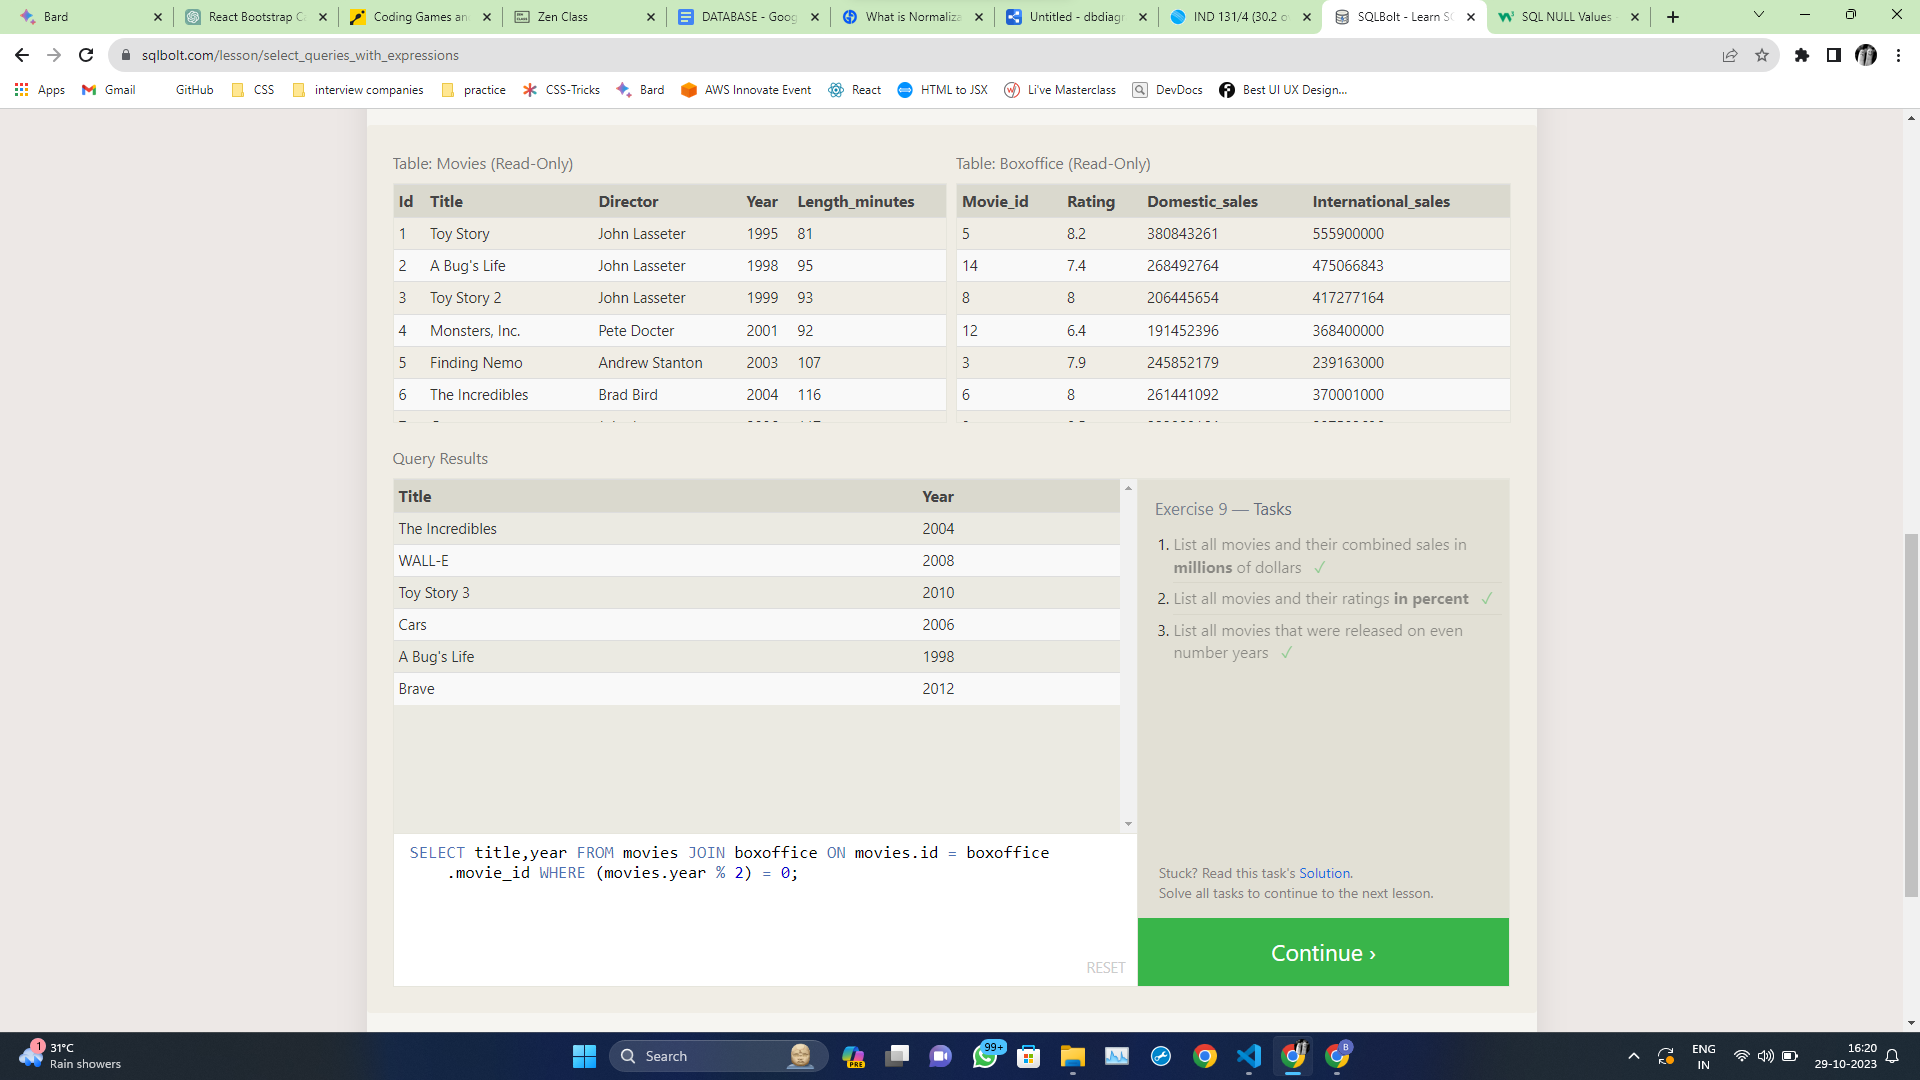 Bard
React Bootstrap C
Coding Games an
Zen Class
DATABASE - Goog
What is Normaliza
Untitled - dbdiagr
IND 131/4 (30.2 o
SQLBolt - Learn S
SQL NULL Values
sqlbolt.com/lesson/select_queries_with_expressions
Apps
Gmail
GitHub
CSS
interview companies
practice
CSS-Tricks
Bard
AWS Innovate Event
React
HTML to JSX
Li've Masterclass
DevDocs
Best UI UX Design...
Table: Movies (Read-Only)
Id Title Director Year Length_minutes
1 Toy Story John Lasseter 1995 81
2 A Bug's Life John Lasseter 1998 95
3 Toy Story 2 John Lasseter 1999 93
4 Monsters, Inc. Pete Docter 2001 92
5 Finding Nemo Andrew Stanton 2003 107
6 The Incredibles Brad Bird 2004 116
Table: Boxoffice (Read-Only)
Movie_id Rating Domestic_sales International_sales
5 8.2 380843261 555900000
14 7.4 268492764 475066843
8 8 206445654 417277164
12 6.4 191452396 368400000
3 7.9 245852179 239163000
6 8 261441092 370001000
Query Results
Title Year
The Incredibles 2004
WALL-E 2008
Toy Story 3 2010
Cars 2006
A Bug's Life 1998
Brave 2012
SELECT title,year FROM movies JOIN boxoffice ON movies.id = boxoffice
.movie_id WHERE (movies.year % 2) = 0;
RESET
Exercise 9 — Tasks
1. List all movies and their combined sales in
millions of dollars ✓
2. List all movies and their ratings in percent ✓
3. List all movies that were released on even
number years ✓
Stuck? Read this task's Solution.
Solve all tasks to continue to the next lesson.
Continue ›
1
31°C
Rain showers
Search
PRE
99+
B
ENG
IN
16:20
29-10-2023